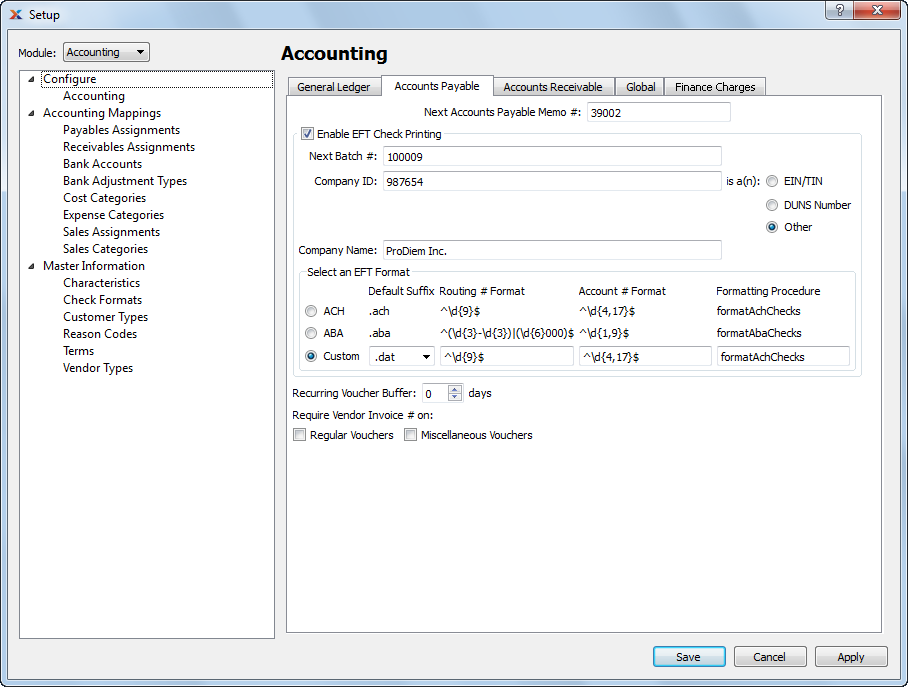 Setup
?
Module: Accounting
Configure
Accounting
Accounting Mappings
Payables Assignments
Receivables Assignments
Bank Accounts
Bank Adjustment Types
Cost Categories
Expense Categories
Sales Assignments
Sales Categories
Master Information
Characteristics
Check Formats
Customer Types
Reason Codes
Terms
Vendor Types
Accounting
General Ledger Accounts Payable Accounts Receivable Global Finance Charges
Next Accounts Payable Memo #: 39002
Enable EFT Check Printing
Next Batch #: 100009
Company ID: 987654 is a(n): EIN/TIN
DUNS Number
Other
Company Name: ProDiem Inc.
Select an EFT Format
Default Suffix Routing # Format Account # Format Formatting Procedure
ACH .ach ^\d{9}$ ^\d{4,17}$ formatAchChecks
ABA .aba ^(\d{3}-\d{3})|(\d{6}000)$ ^\d{1,9}$ formatAbaChecks
Custom .dat ^\d{9}$ ^\d{4,17}$ formatAchChecks
Recurring Voucher Buffer: 0 days
Require Vendor Invoice # on:
Regular Vouchers Miscellaneous Vouchers
Save Cancel Apply